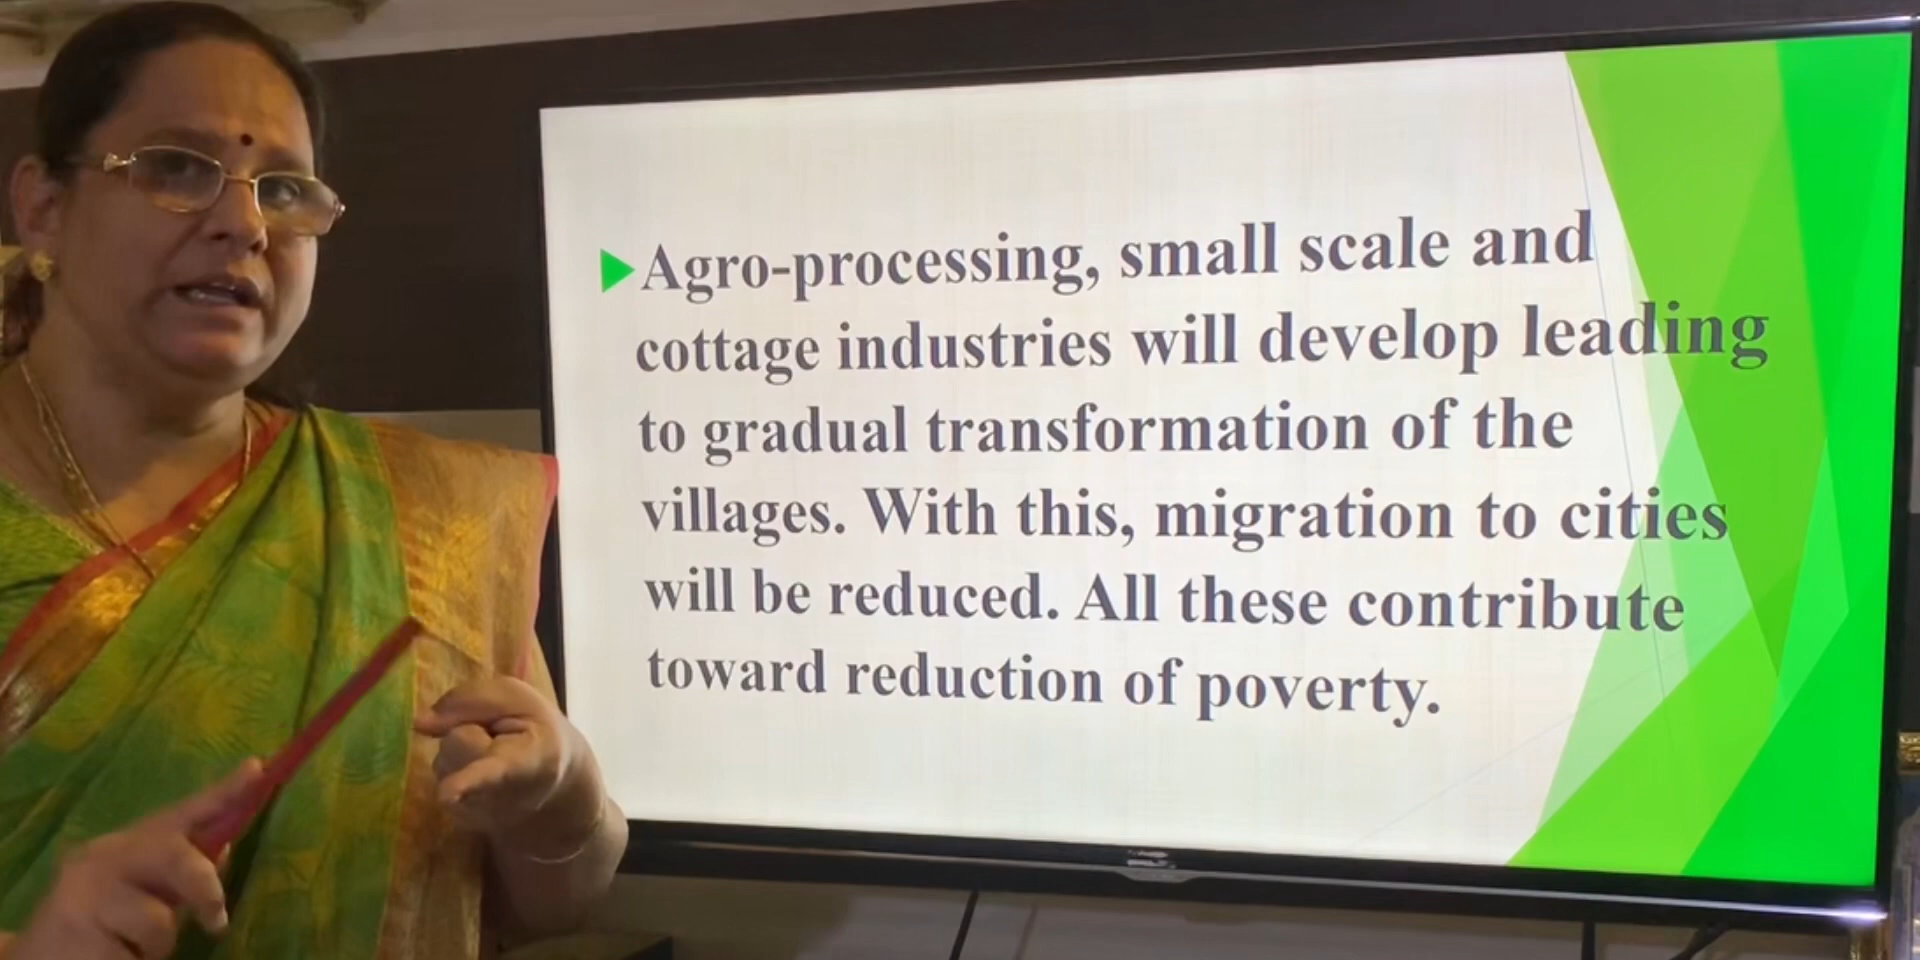 Agro-processing, small scale and
cottage industries will develop leading
to gradual transformation of the
villages. With this, migration to cities
will be reduced. All these contribute
toward reduction of poverty.